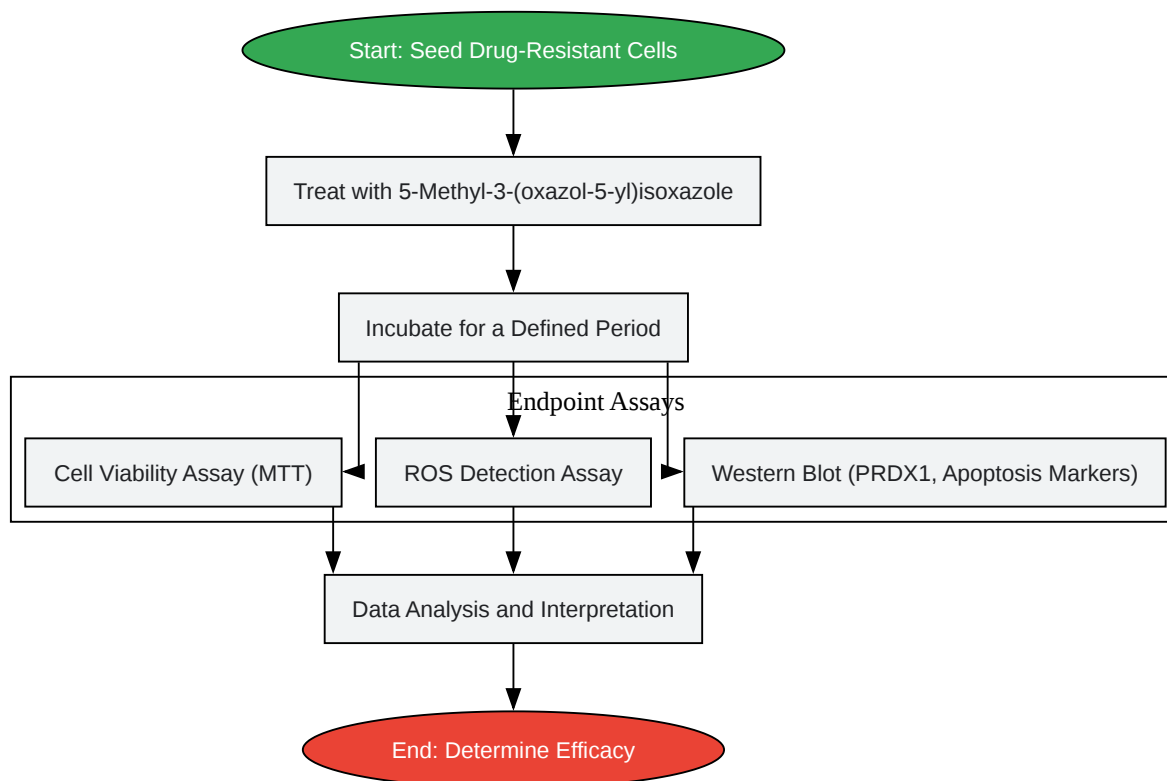 Start: Seed Drug-Resistant Cells
Treat with 5-Methyl-3-(oxazol-5-yl)isoxazole
Incubate for a Defined Period
Endpoint Assays
Cell Viability Assay (MTT)
ROS Detection Assay
Western Blot (PRDX1, Apoptosis Markers)
Data Analysis and Interpretation
End: Determine Efficacy